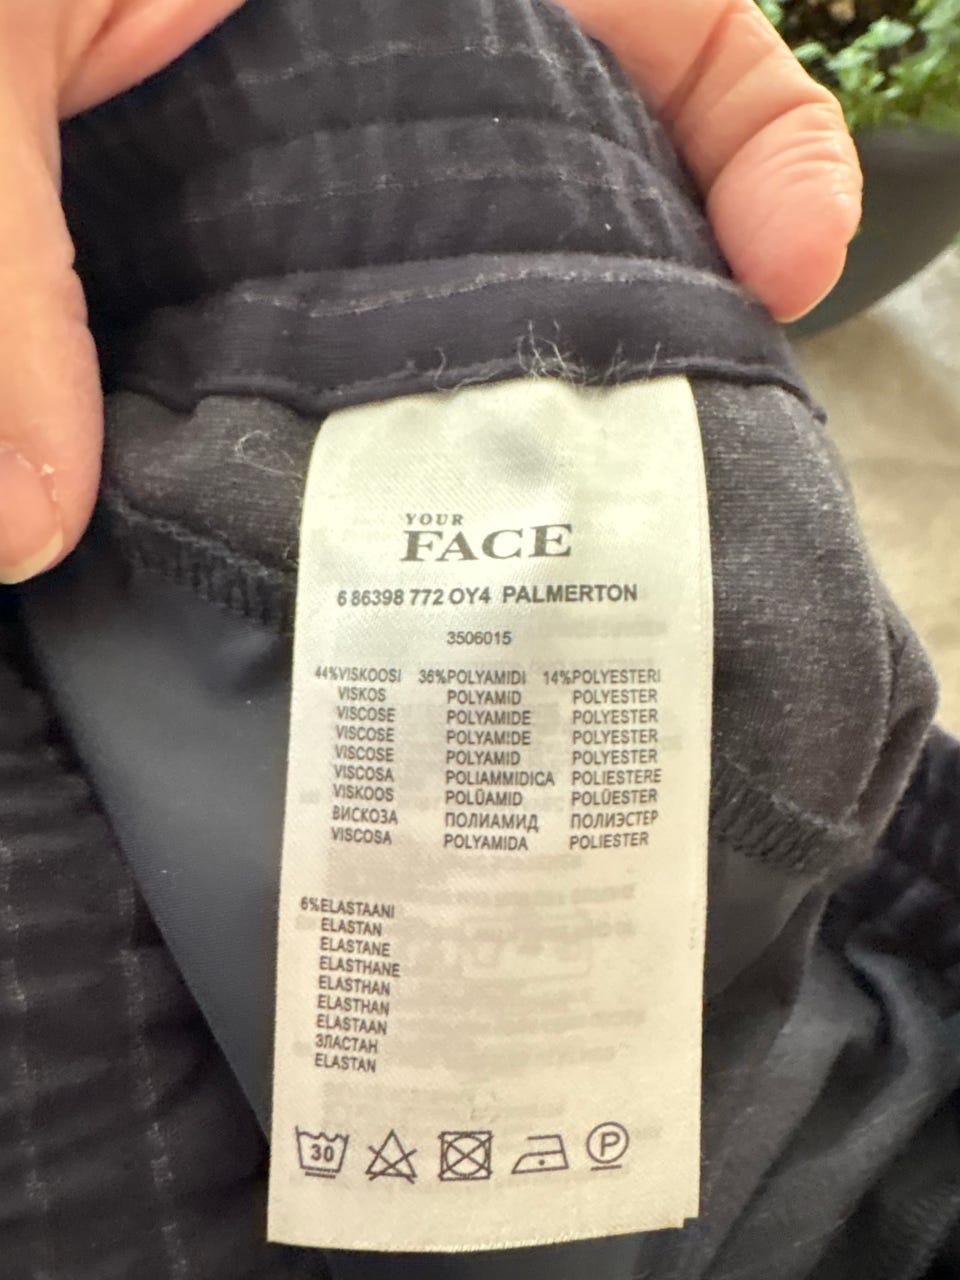 YOUR
FACE
6 86398 772 OY4 PALMERTON
3506015
44%VISKOOSI 36%POLYAMIDI 14%POLYESTERI
VISKOS POLYAMID POLYESTER
VISCOSE POLYAMIDE POLYESTER
VISCOSE POLYAMIDE POLYESTER
VISCOSE POLYAMID POLYESTER
VISCOSA POLIAMMIDICA POLIESTERE
VISKOOS POLÜAMID POLÜESTER
ВИСКОЗА ПОЛИАМИД ПОЛИЭСТЕР
VISCOSA POLYAMIDA POLIESTER
6%ELASTAANI
ELASTAN
ELASTANE
ELASTHANE
ELASTHAN
ELASTHAN
ELASTAAN
ЭЛАСТАН
ELASTAN
30 P